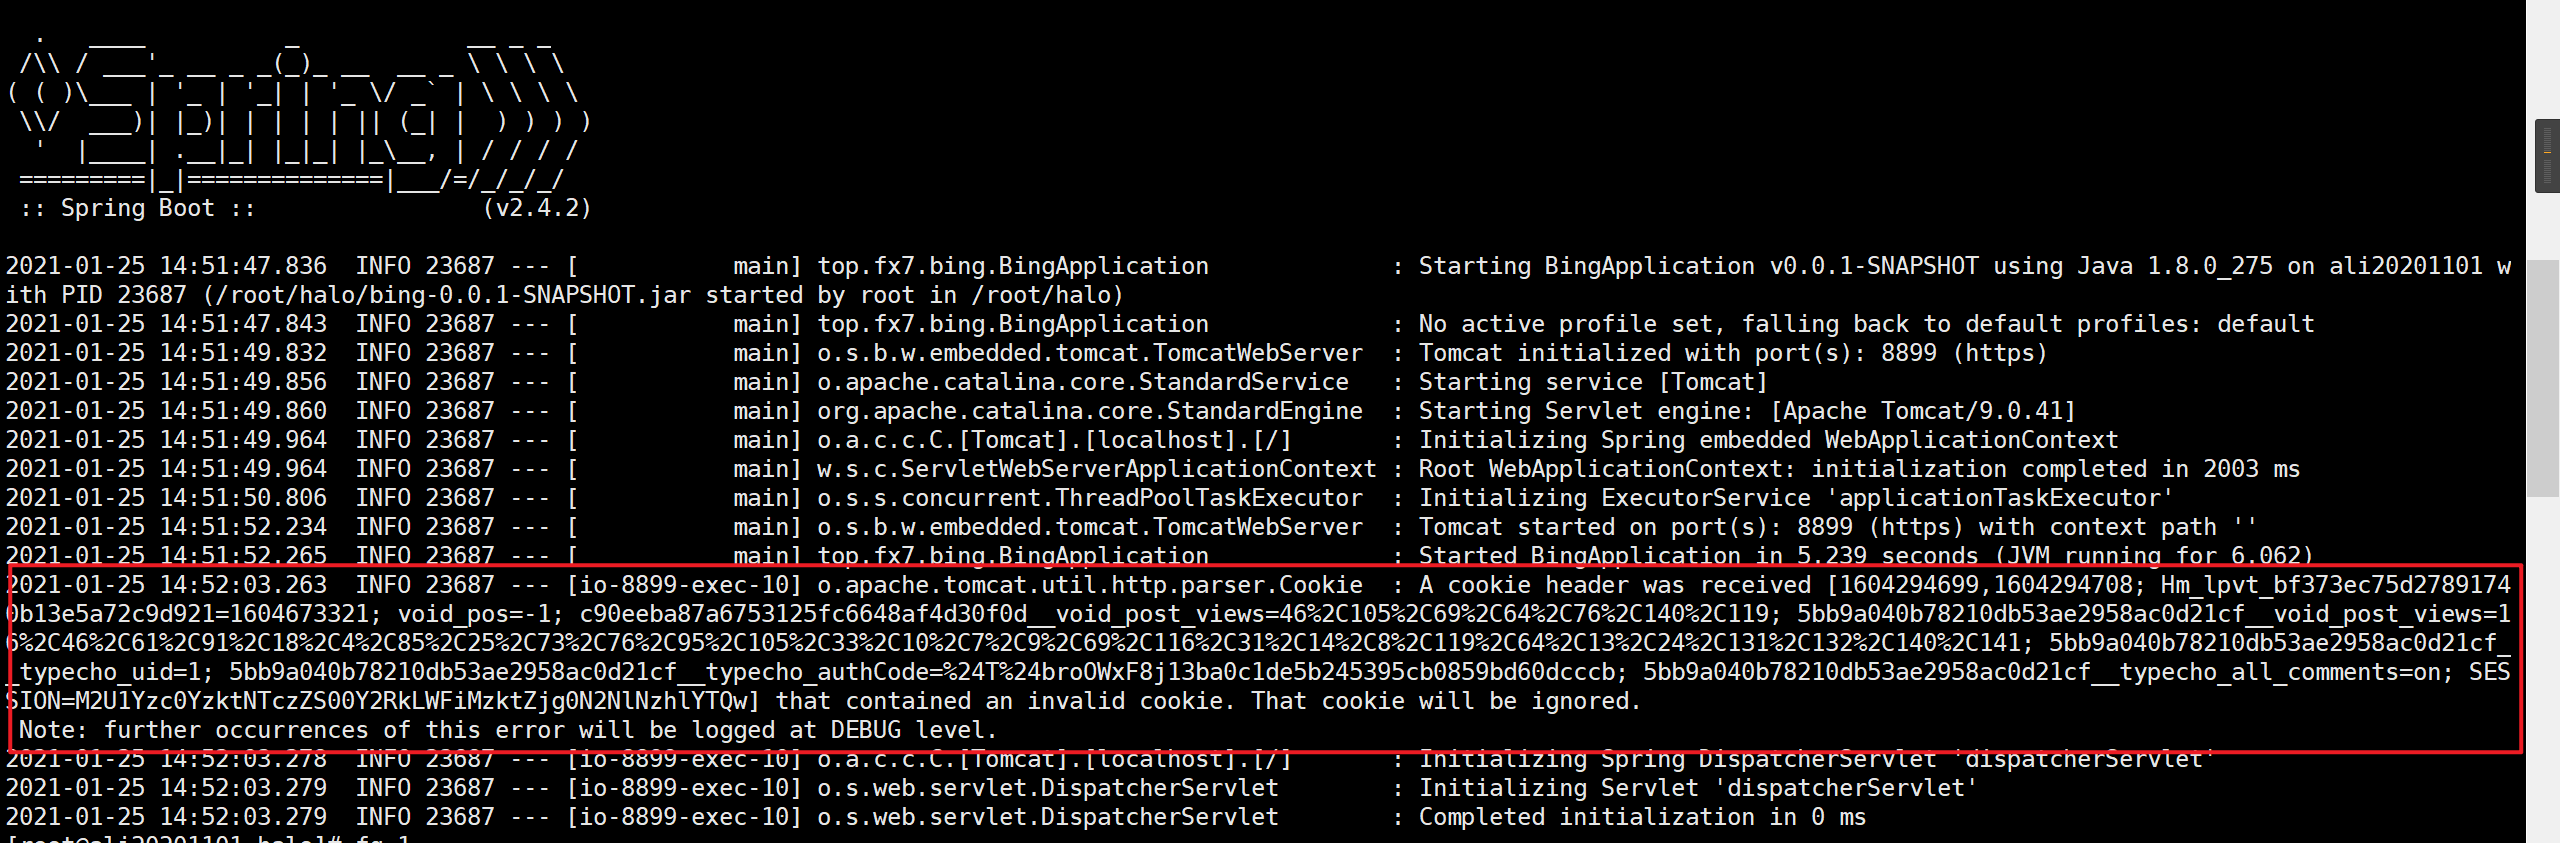 .   ____          _            __ _ _
 /\\ / ___'_ __ _ _(_)_ __  __ _ \ \ \ \
( ( )\___ | '_ | '_| | '_ \/ _` | \ \ \ \
 \\/  ___)| |_)| | | | | || (_| |  ) ) ) )
  '  |____| .__|_| |_|_| |_\__, | / / / /
 =========|_|==============|___/=/_/_/_/
 :: Spring Boot ::                (v2.4.2)

2021-01-25 14:51:47.836  INFO 23687 --- [           main] top.fx7.bing.BingApplication             : Starting BingApplication v0.0.1-SNAPSHOT using Java 1.8.0_275 on ali20201101 w
ith PID 23687 (/root/halo/bing-0.0.1-SNAPSHOT.jar started by root in /root/halo)
2021-01-25 14:51:47.843  INFO 23687 --- [           main] top.fx7.bing.BingApplication             : No active profile set, falling back to default profiles: default
2021-01-25 14:51:49.832  INFO 23687 --- [           main] o.s.b.w.embedded.tomcat.TomcatWebServer  : Tomcat initialized with port(s): 8899 (https)
2021-01-25 14:51:49.856  INFO 23687 --- [           main] o.apache.catalina.core.StandardService   : Starting service [Tomcat]
2021-01-25 14:51:49.860  INFO 23687 --- [           main] org.apache.catalina.core.StandardEngine  : Starting Servlet engine: [Apache Tomcat/9.0.41]
2021-01-25 14:51:49.964  INFO 23687 --- [           main] o.a.c.c.C.[Tomcat].[localhost].[/]       : Initializing Spring embedded WebApplicationContext
2021-01-25 14:51:49.964  INFO 23687 --- [           main] w.s.c.ServletWebServerApplicationContext : Root WebApplicationContext: initialization completed in 2003 ms
2021-01-25 14:51:50.806  INFO 23687 --- [           main] o.s.s.concurrent.ThreadPoolTaskExecutor  : Initializing ExecutorService 'applicationTaskExecutor'
2021-01-25 14:51:52.234  INFO 23687 --- [           main] o.s.b.w.embedded.tomcat.TomcatWebServer  : Tomcat started on port(s): 8899 (https) with context path ''
2021-01-25 14:51:52.265  INFO 23687 --- [           main] top.fx7.bing.BingApplication             : Started BingApplication in 5.239 seconds (JVM running for 6.062)
2021-01-25 14:52:03.263  INFO 23687 --- [io-8899-exec-10] o.apache.tomcat.util.http.parser.Cookie  : A cookie header was received [1604294699,1604294708; Hm_lpvt_bf373ec75d2789174
0b13e5a72c9d921=1604673321; void_pos=-1; c90eeba87a6753125fc6648af4d30f0d__void_post_views=46%2C105%2C69%2C64%2C76%2C140%2C119; 5bb9a040b78210db53ae2958ac0d21cf__void_post_views=1
6%2C46%2C61%2C91%2C18%2C4%2C85%2C25%2C73%2C76%2C95%2C105%2C33%2C10%2C7%2C9%2C69%2C116%2C31%2C14%2C8%2C119%2C64%2C13%2C24%2C131%2C132%2C140%2C141; 5bb9a040b78210db53ae2958ac0d21cf_
_typecho_uid=1; 5bb9a040b78210db53ae2958ac0d21cf__typecho_authCode=%24T%24broOWxF8j13ba0c1de5b245395cb0859bd60dcccb; 5bb9a040b78210db53ae2958ac0d21cf__typecho_all_comments=on; SES
SION=M2U1Yzc0YzktNTczZS00Y2RkLWFiMzktZjg0N2NlNzhlYTQw] that contained an invalid cookie. That cookie will be ignored.
 Note: further occurrences of this error will be logged at DEBUG level.
2021-01-25 14:52:03.278  INFO 23687 --- [io-8899-exec-10] o.a.c.c.C.[Tomcat].[localhost].[/]       : Initializing Spring DispatcherServlet 'dispatcherServlet'
2021-01-25 14:52:03.279  INFO 23687 --- [io-8899-exec-10] o.s.web.servlet.DispatcherServlet        : Initializing Servlet 'dispatcherServlet'
2021-01-25 14:52:03.279  INFO 23687 --- [io-8899-exec-10] o.s.web.servlet.DispatcherServlet        : Completed initialization in 0 ms
[root@ali20201101 halo]# fg 1